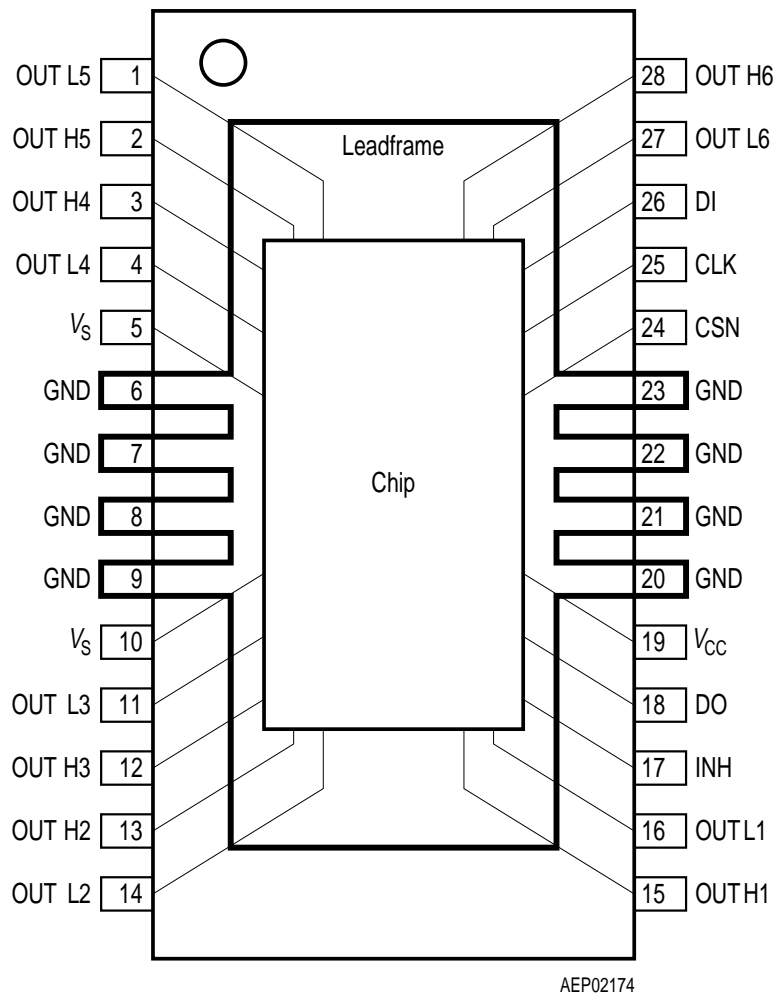 OUT L5 1 28 OUT H6
OUT H5 2 Leadframe 27 OUT L6
OUT H4 3 26 DI
OUT L4 4 25 CLK
VS 5 24 CSN
GND 6 23 GND
GND 7 22 GND
Chip
GND 8 21 GND
GND 9 20 GND
VS 10 19 VCC
OUT L3 11 18 DO
OUT H3 12 17 INH
OUT H2 13 16 OUT L1
OUT L2 14 15 OUT H1
AEP02174